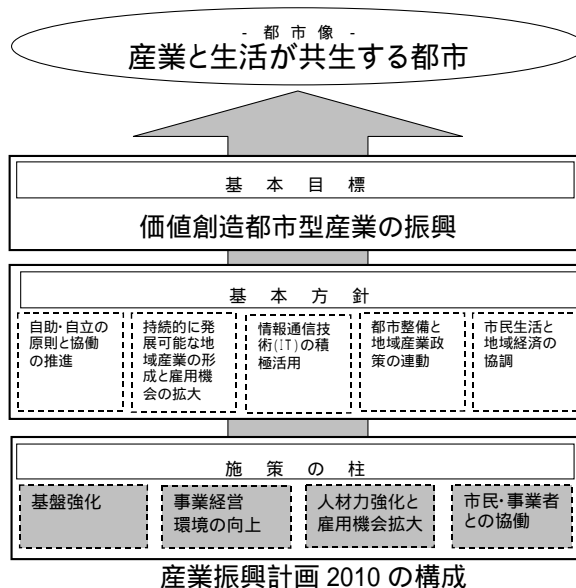 - 都 市 像 -
産業と生活が共生する都市
基 本 目 標
価値創造都市型産業の振興
基 本 方 針
自助・自立の
原則と協働
の推進
持続的に発
展可能な地
域産業の形
成と雇用機
会の拡大
情報通信技
術(IT)の積
極活用
都市整備と
地域産業政
策の連動
市民生活と
地域経済の
協調
施 策 の 柱
基盤強化
事業経営
環境の向上
人材力強化と
雇用機会拡大
市民・事業者
との協働
産業振興計画 2010 の構成